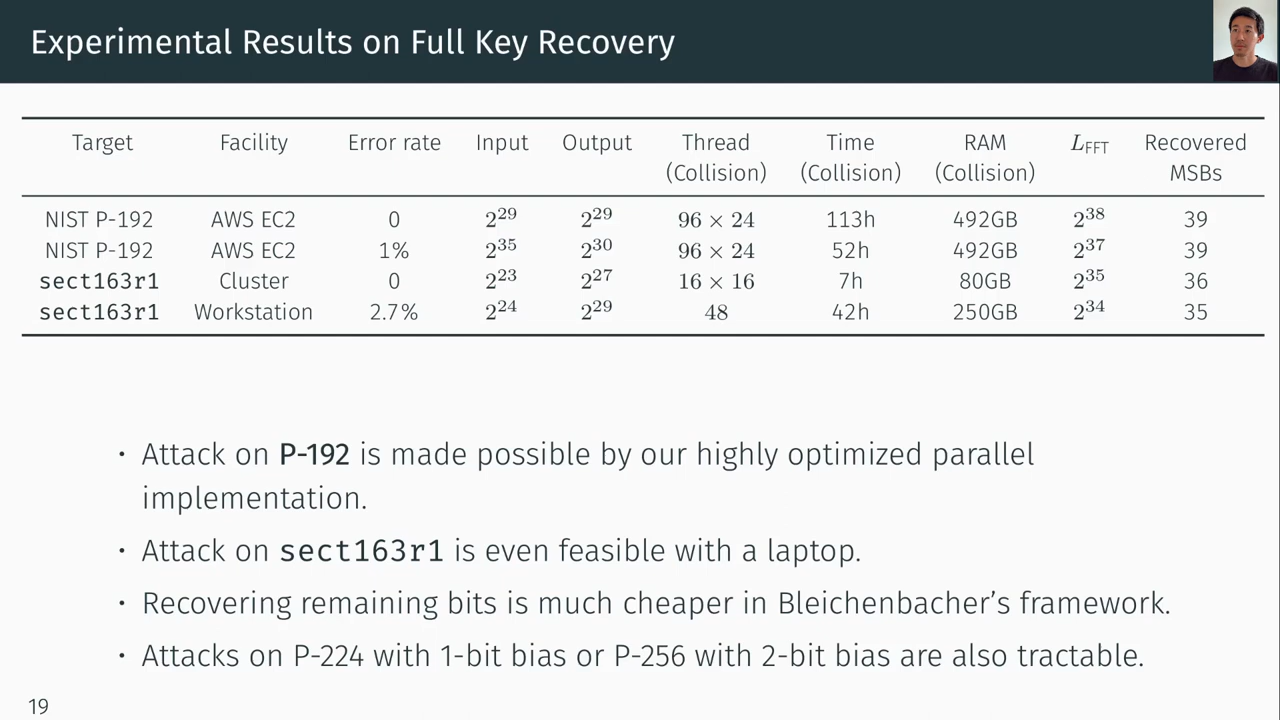 Experimental Results on Full Key Recovery
Target Facility Error rate Input Output Thread (Collision) Time (Collision) RAM (Collision) L_FFT Recovered MSBs
NIST P-192 AWS EC2 0 2^29 2^29 96 × 24 113h 492GB 2^38 39
NIST P-192 AWS EC2 1% 2^35 2^30 96 × 24 52h 492GB 2^37 39
sect163r1 Cluster 0 2^23 2^27 16 × 16 7h 80GB 2^35 36
sect163r1 Workstation 2.7% 2^24 2^29 48 42h 250GB 2^34 35
· Attack on P-192 is made possible by our highly optimized parallel
implementation.
· Attack on sect163r1 is even feasible with a laptop.
· Recovering remaining bits is much cheaper in Bleichenbacher's framework.
· Attacks on P-224 with 1-bit bias or P-256 with 2-bit bias are also tractable.
19